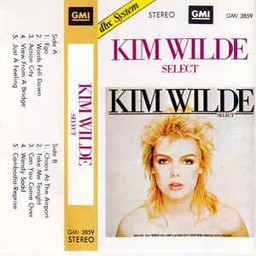 GMI
Side A
1. Ego
2. Words Fell Down
3. Action City
4. View From A Bridge
5. Just A Feeling
KIM WILDE
SELECT
Side B
1. Chaos At The Airport
2. Take Me Tonight
3. Can You Come Over
4. Wendy Sadd
5. Cambodia Reprise
GMI 3859
STEREO
dbx System
STEREO
GMI
GMI 3859
KIM WILDE
SELECT
KIM WILDE
SELECT